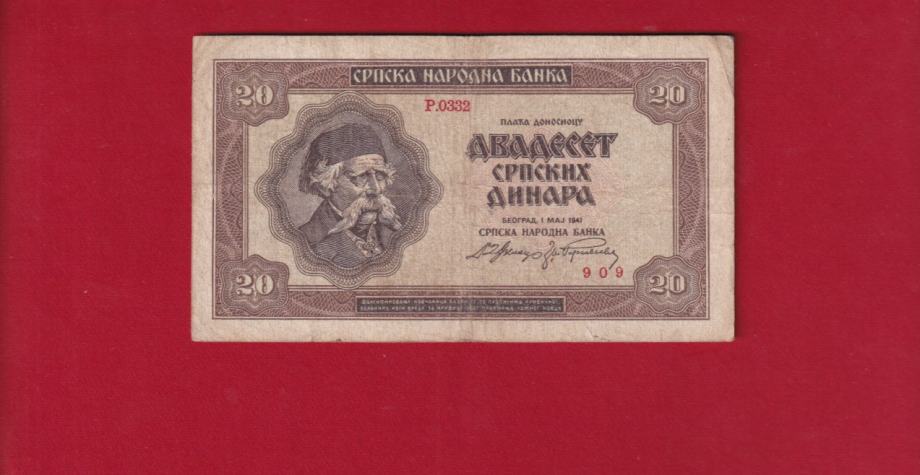 СРПСКА НАРОДНА БАНКА
20
20
Р.0332
ПЛАЋА ДОНОСИОЦУ
ДВАДЕСЕТ
СРПСКИХ
ДИНАРА
БЕОГРАД, 1 МАЈ 1941
СРПСКА НАРОДНА БАНКА
909
20
20